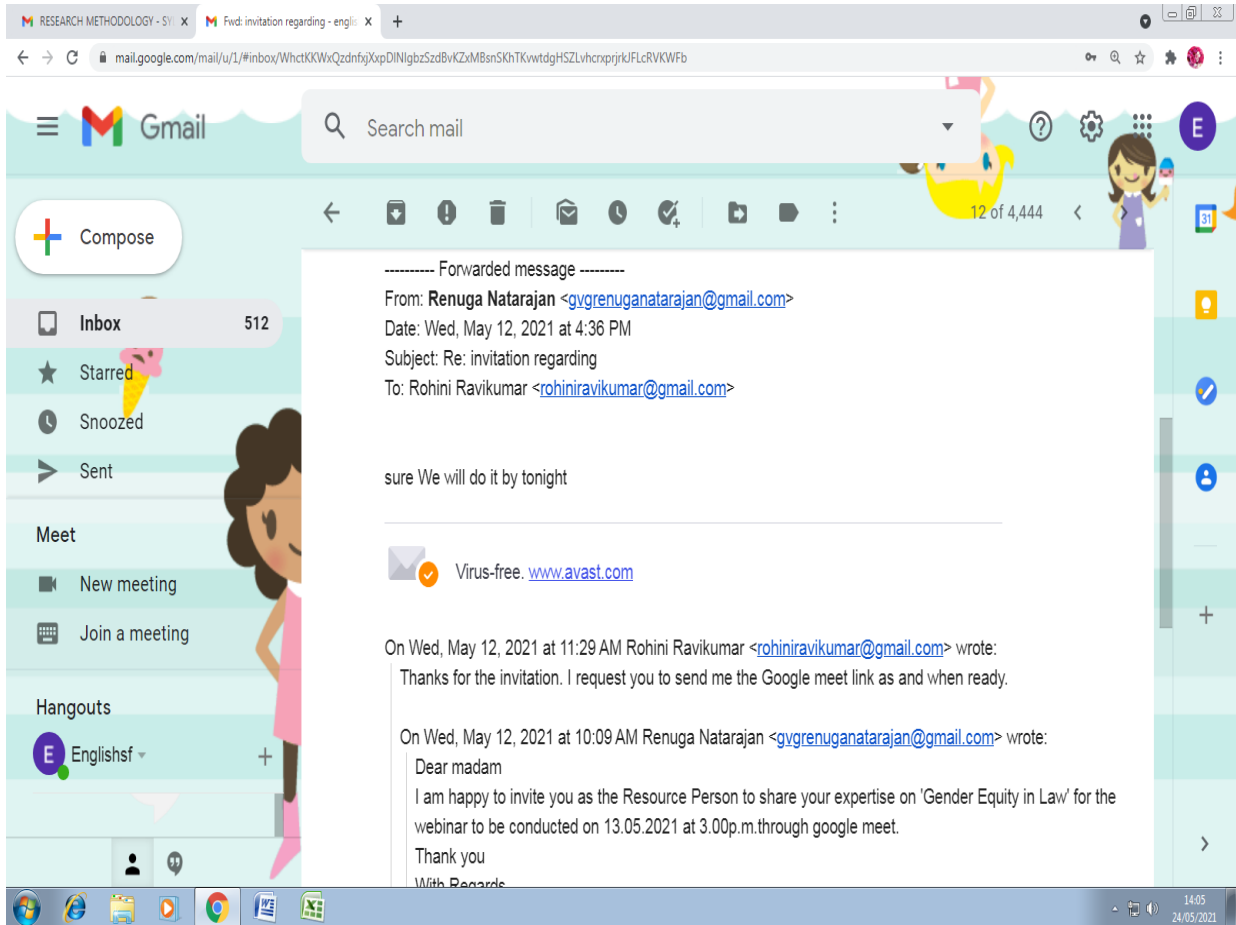 RESEARCH METHODOLOGY - SY
Fwd: invitation regarding - englis
mail.google.com/mail/u/1/#inbox/WhctKKWxQzdnfxjXxpDlNlgbzSzdBvKZxMBsnSKhTKvwtdgHSZLvhcrxprjrkJFLcRVKWFb
Gmail
Search mail
E
Compose
12 of 4,444
31
Inbox 512
Starred
Snoozed
Sent
Meet
New meeting
Join a meeting
Hangouts
E Englishsf
---------- Forwarded message ---------
From: Renuga Natarajan <gvgrenuganatarajan@gmail.com>
Date: Wed, May 12, 2021 at 4:36 PM
Subject: Re: invitation regarding
To: Rohini Ravikumar <rohiniravikumar@gmail.com>
sure We will do it by tonight
Virus-free. www.avast.com
On Wed, May 12, 2021 at 11:29 AM Rohini Ravikumar <rohiniravikumar@gmail.com> wrote:
Thanks for the invitation. I request you to send me the Google meet link as and when ready.
On Wed, May 12, 2021 at 10:09 AM Renuga Natarajan <gvgrenuganatarajan@gmail.com> wrote:
Dear madam
I am happy to invite you as the Resource Person to share your expertise on 'Gender Equity in Law' for the
webinar to be conducted on 13.05.2021 at 3.00p.m.through google meet.
Thank you
With Regards
14:05
24/05/2021